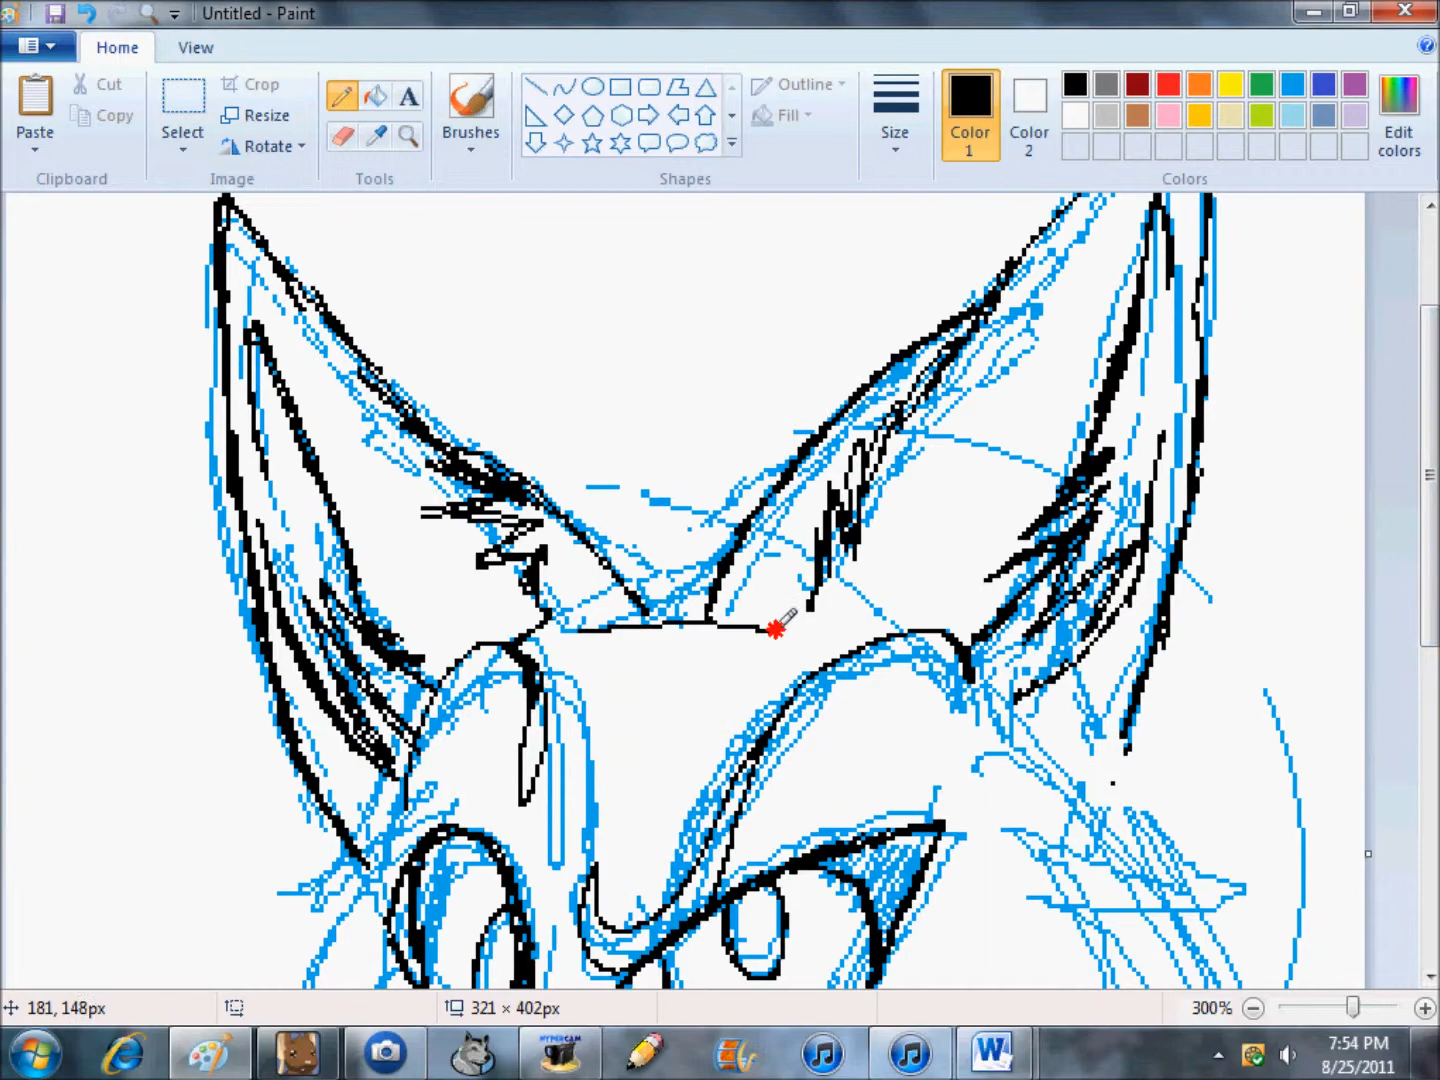 Untitled - Paint
Home View
Paste
Cut
Copy
Clipboard
Select
Crop
Resize
Rotate
Image
A
Tools
Brushes
Shapes
Outline
Fill
Size
Color 1
Color 2
Edit colors
Colors
181, 148px
321 × 402px
300%
HYPERCAM
W
7:54 PM
8/25/2011